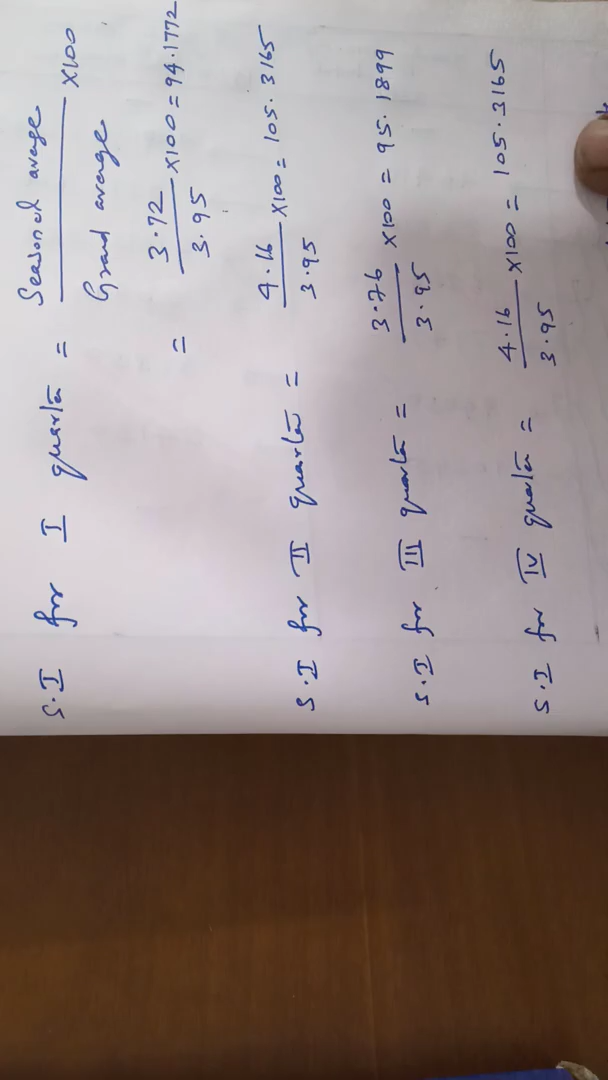 S.I for I quarter = Seasonal average / Grand average X100
= 3.72 / 3.95 X100 = 94.1772
S.I for II quarter = 4.16 / 3.95 X100 = 105.3165
S.I for III quarter = 3.76 / 3.95 X100 = 95.1899
S.I for IV quarter = 4.16 / 3.95 X100 = 105.3165